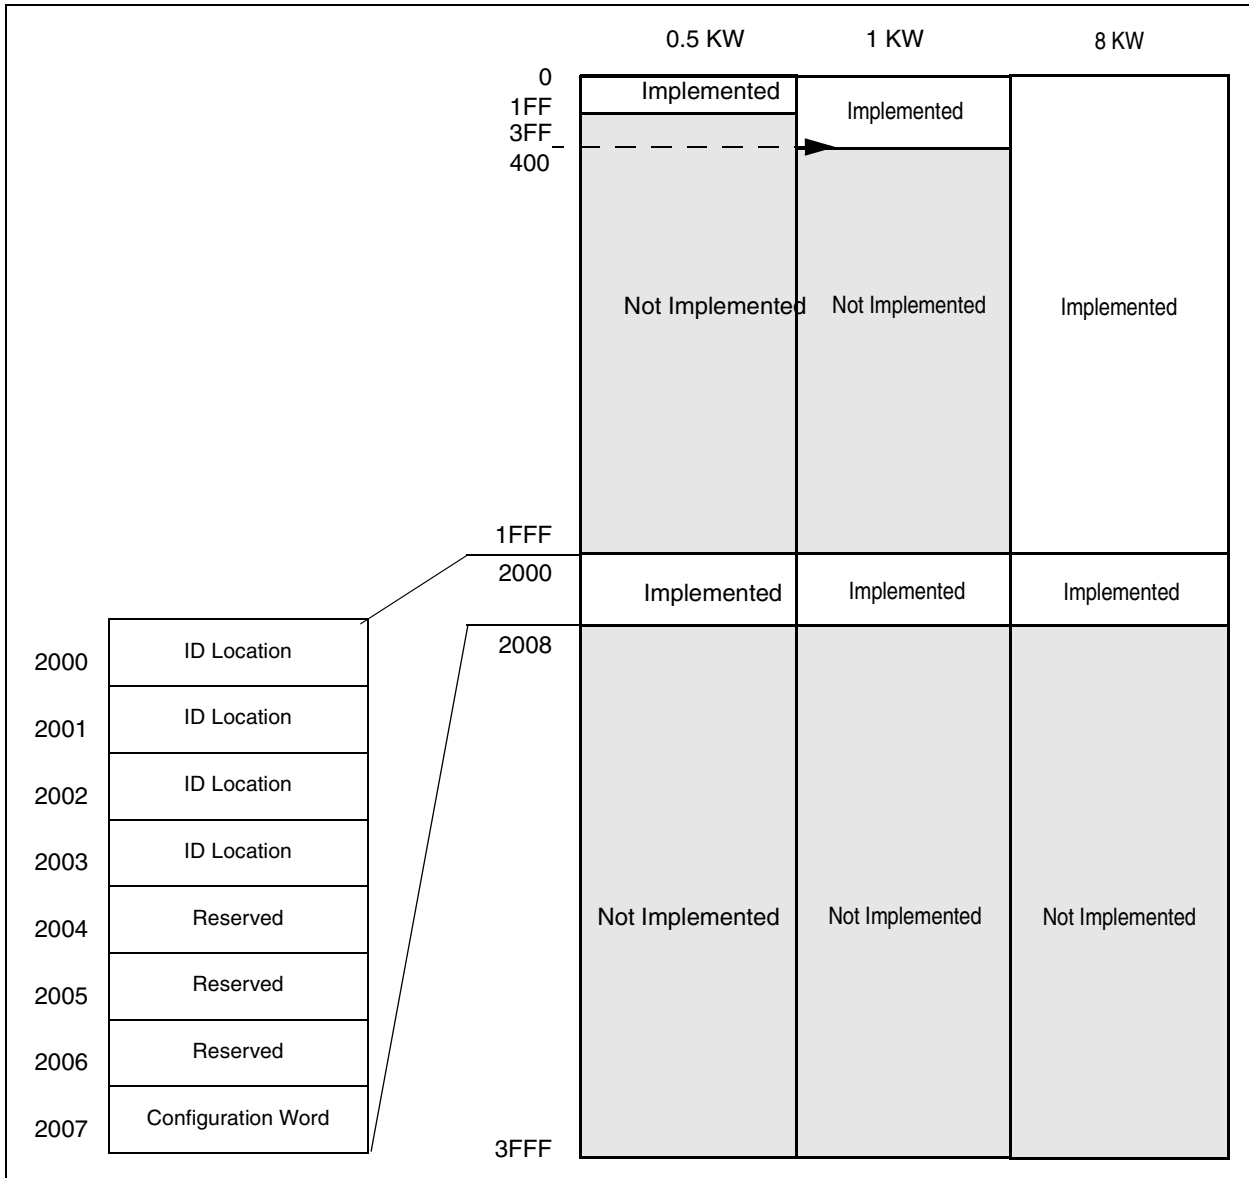 0.5 KW 1 KW 8 KW
0
Implemented
1FF
Implemented
3FF
400
Not Implemented Not Implemented Implemented
1FFF
2000
Implemented Implemented Implemented
2008
2000 ID Location
2001 ID Location
2002 ID Location
2003 ID Location
2004 Reserved
Not Implemented Not Implemented Not Implemented
2005 Reserved
2006 Reserved
2007 Configuration Word
3FFF